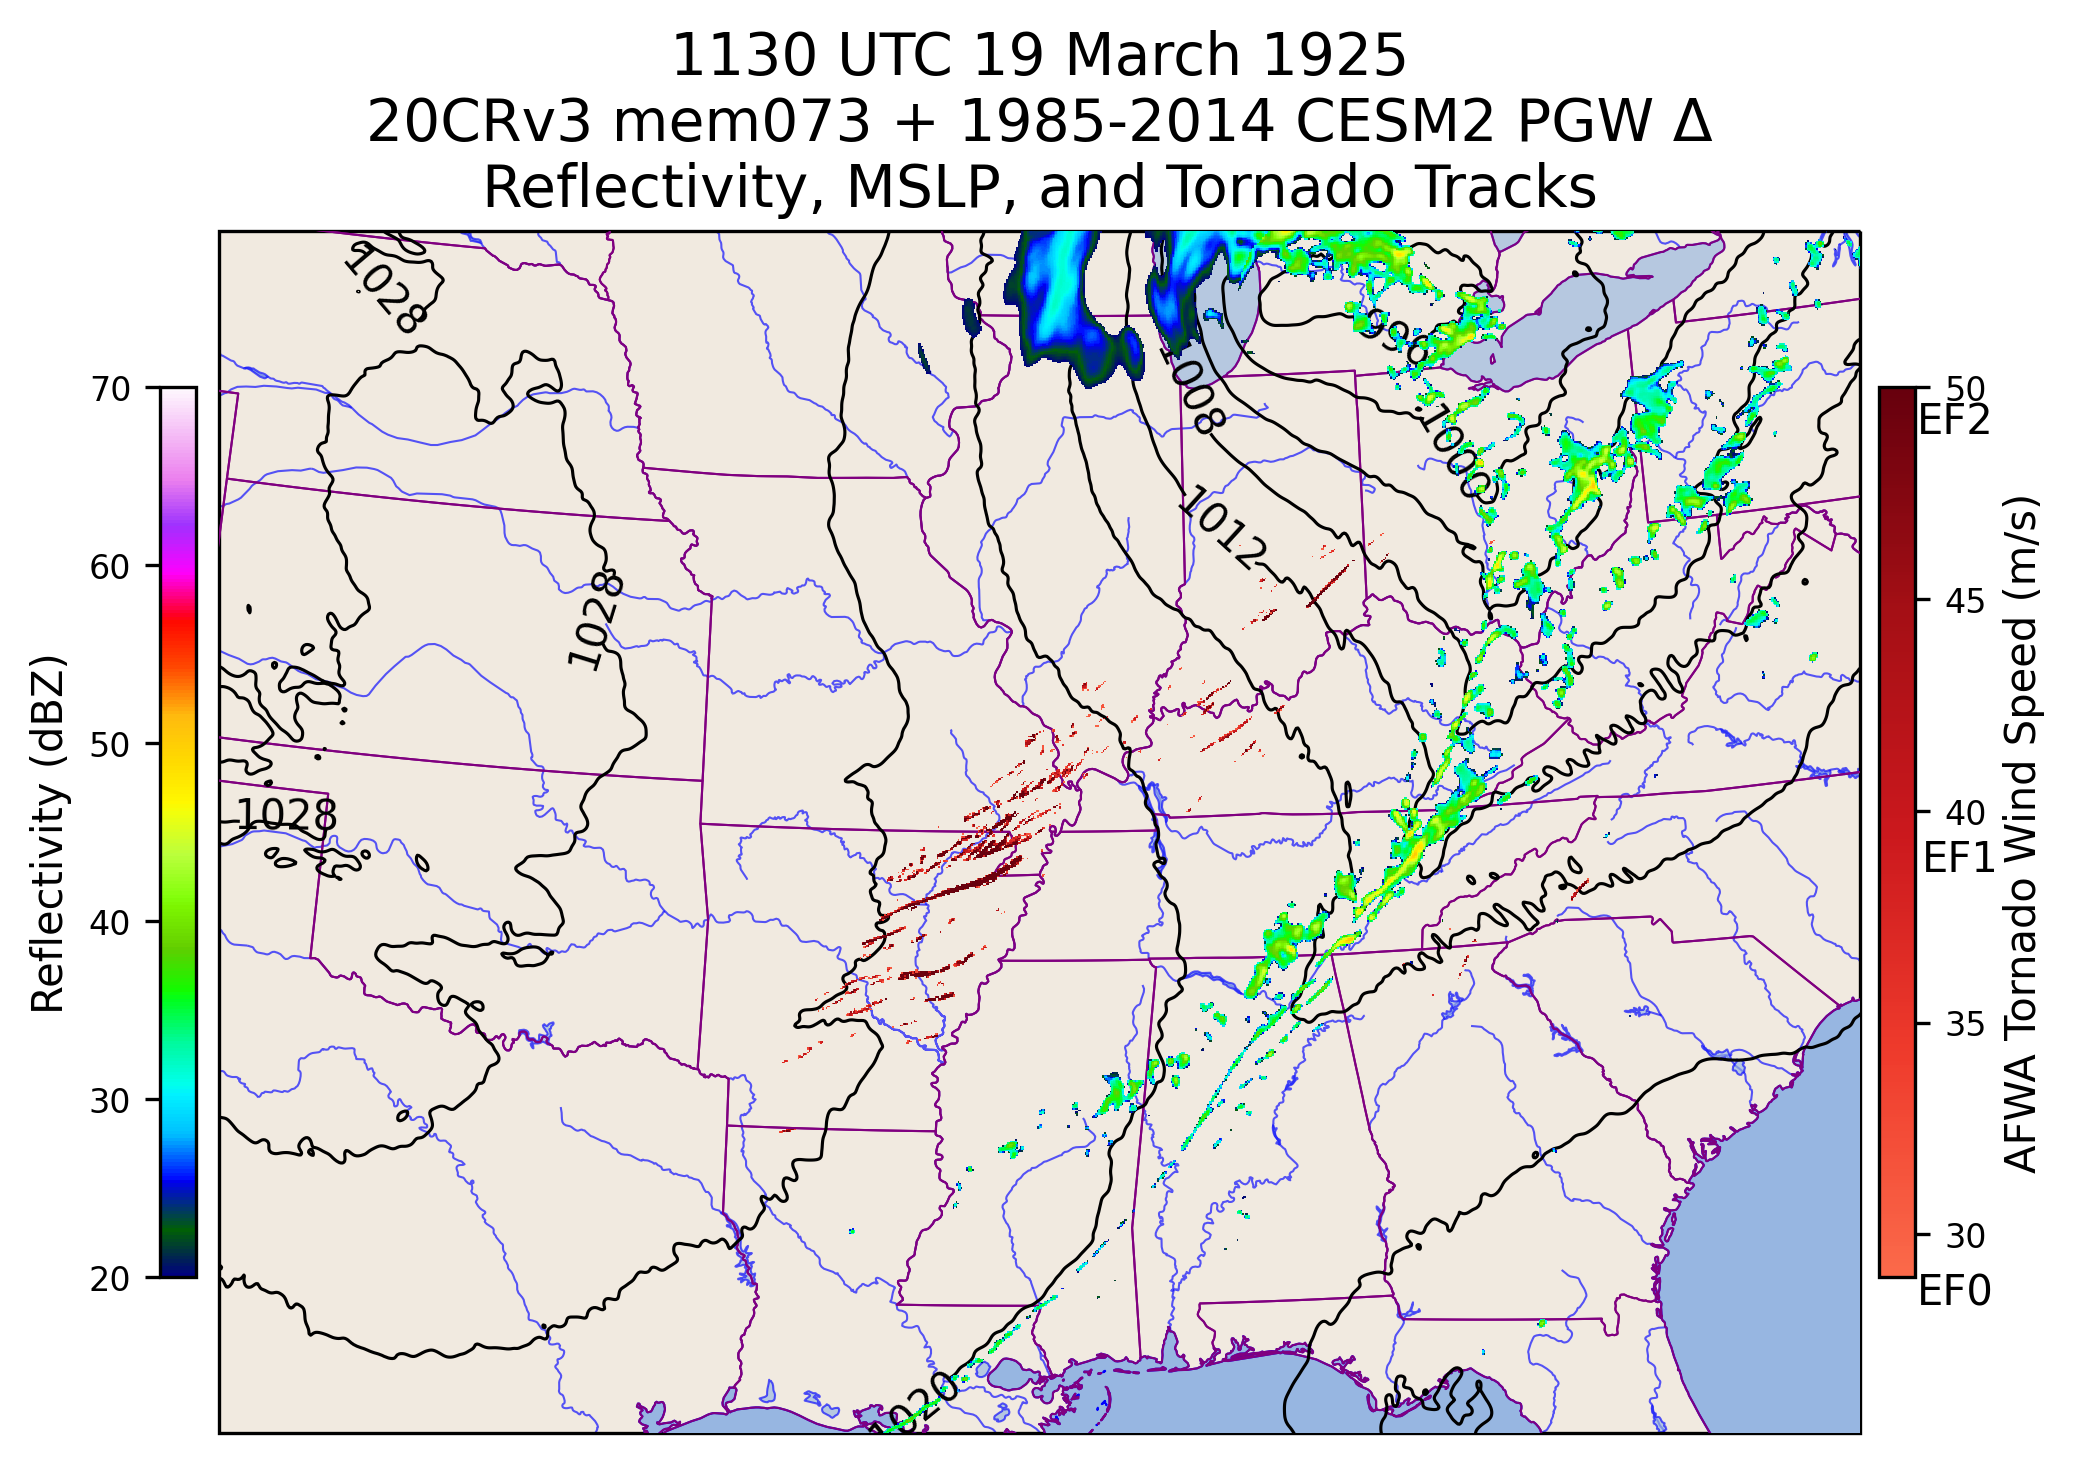 1130 UTC 19 March 1925
20CRv3 mem073 + 1985-2014 CESM2 PGW Δ
Reflectivity, MSLP, and Tornado Tracks
Reflectivity (dBZ)
70
60
50
40
30
20
1028
1028
1028
996
1008
1000
1012
1020
50
EF2
45
40
EF1
35
30
EF0
AFWA Tornado Wind Speed (m/s)